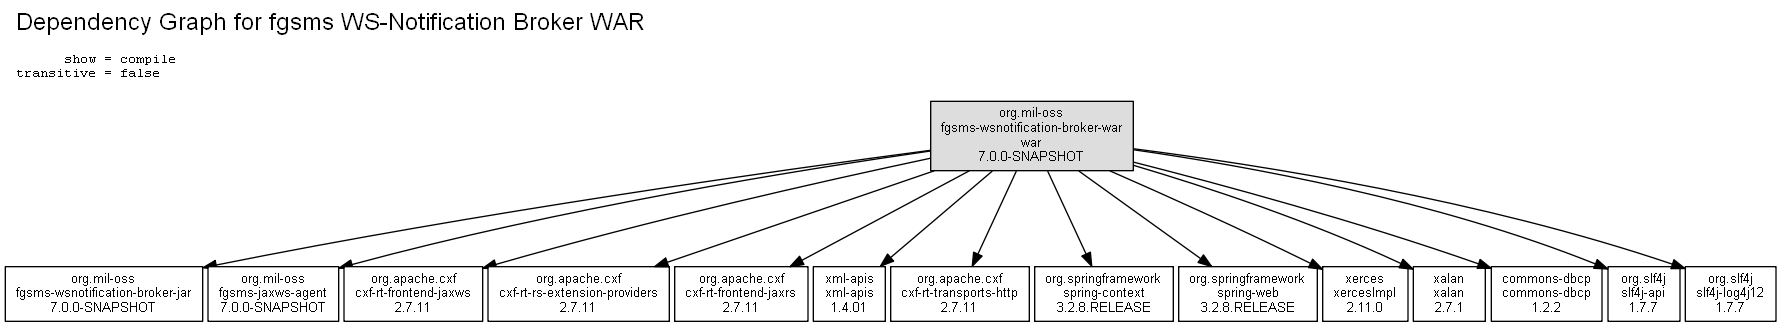 Dependency Graph for fgsms WS-Notification Broker WAR
show = compile
transitive = false
org.mil-oss
fgsms-wsnotification-broker-war
war
7.0.0-SNAPSHOT
org.mil-oss
fgsms-wsnotification-broker-jar
7.0.0-SNAPSHOT
org.mil-oss
fgsms-jaxws-agent
7.0.0-SNAPSHOT
org.apache.cxf
cxf-rt-frontend-jaxws
2.7.11
org.apache.cxf
cxf-rt-rs-extension-providers
2.7.11
org.apache.cxf
cxf-rt-frontend-jaxrs
2.7.11
xml-apis
xml-apis
1.4.01
org.apache.cxf
cxf-rt-transports-http
2.7.11
org.springframework
spring-context
3.2.8.RELEASE
org.springframework
spring-web
3.2.8.RELEASE
xerces
xercesImpl
2.11.0
xalan
xalan
2.7.1
commons-dbcp
commons-dbcp
1.2.2
org.slf4j
slf4j-api
1.7.7
org.slf4j
slf4j-log4j12
1.7.7